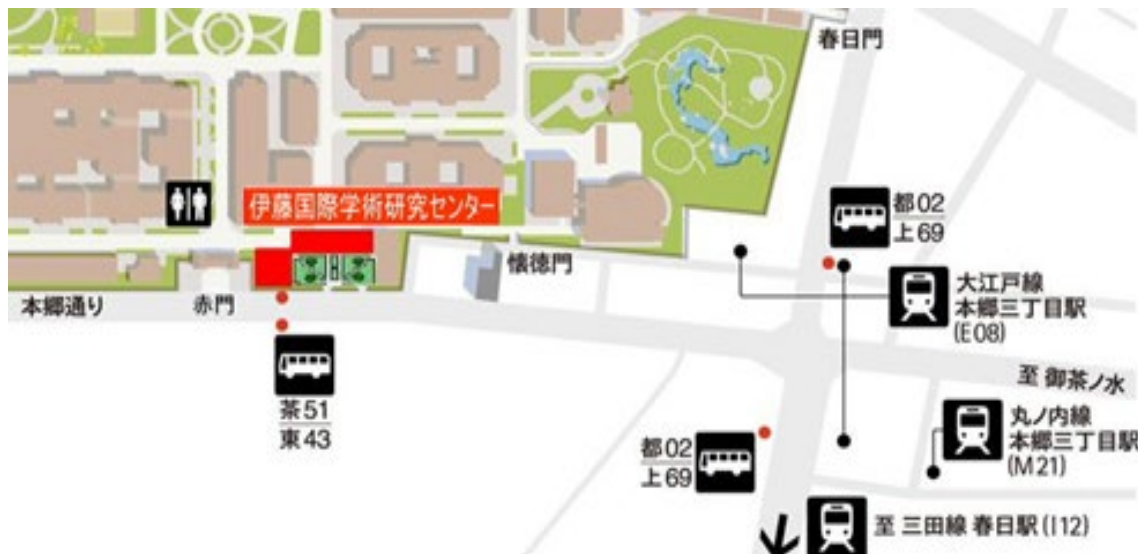 春日門
伊藤国際学術研究センター
都02
上69
懐徳門
大江戸線
本郷三丁目駅
(E08)
本郷通り
赤門
至 御茶ノ水
茶51
東43
丸ノ内線
本郷三丁目駅
(M21)
都02
上69
至 三田線 春日駅(I12)